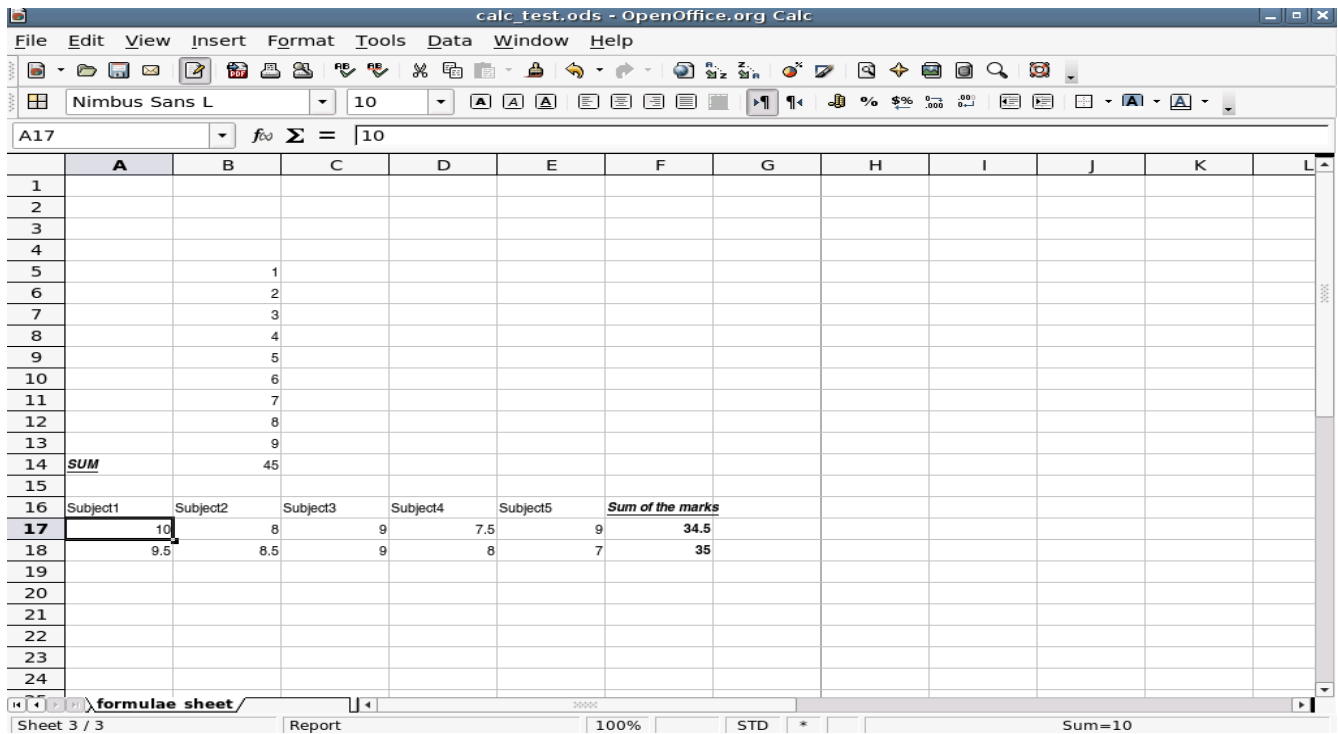 calc_test.ods - OpenOffice.org Calc
File Edit View Insert Format Tools Data Window Help
Nimbus Sans L 10
A17 10
A B C D E F G H I J K L
1
2
3
4
5 1
6 2
7 3
8 4
9 5
10 6
11 7
12 8
13 9
14 SUM 45
15
16 Subject1 Subject2 Subject3 Subject4 Subject5 Sum of the marks
17 10 8 9 7.5 9 34.5
18 9.5 8.5 9 8 7 35
19
20
21
22
23
24
formulae sheet
Sheet 3 / 3 Report 100% STD * Sum=10